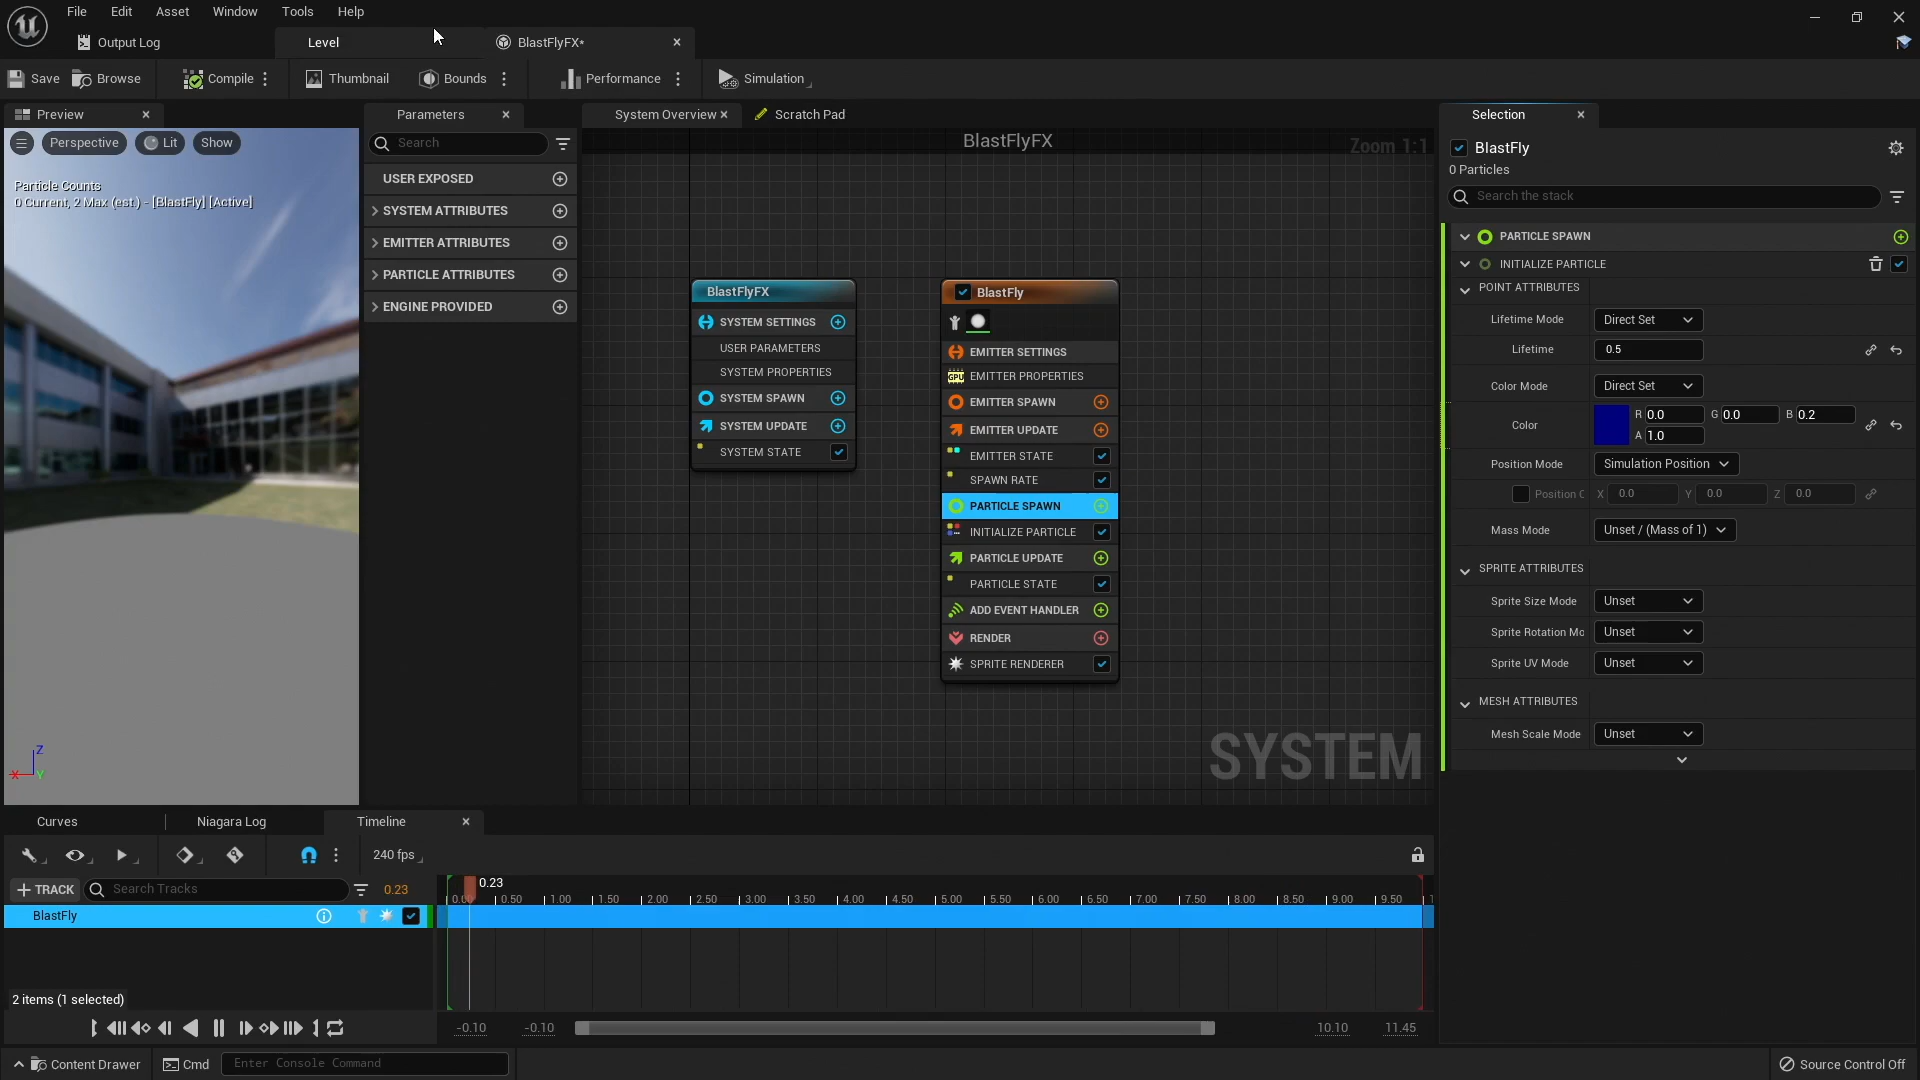 File Edit Asset Window Tools Help
Output Log Level BlastFlyFX*
Save Browse Compile Thumbnail Bounds Performance Simulation
Preview Parameters System Overview Scratch Pad Selection
Perspective Lit Show
Search
BlastFlyFX
Zoom 1:1
BlastFly
0 Particles
Search the stack
Particle Counts
0 Current, 2 Max (est.) - [BlastFly] [Active]
USER EXPOSED
SYSTEM ATTRIBUTES
EMITTER ATTRIBUTES
PARTICLE ATTRIBUTES
ENGINE PROVIDED
BlastFlyFX
SYSTEM SETTINGS
USER PARAMETERS
SYSTEM PROPERTIES
SYSTEM SPAWN
SYSTEM UPDATE
SYSTEM STATE
BlastFly
EMITTER SETTINGS
GPU EMITTER PROPERTIES
EMITTER SPAWN
EMITTER UPDATE
EMITTER STATE
SPAWN RATE
PARTICLE SPAWN
INITIALIZE PARTICLE
PARTICLE UPDATE
PARTICLE STATE
ADD EVENT HANDLER
RENDER
SPRITE RENDERER
SYSTEM
PARTICLE SPAWN
INITIALIZE PARTICLE
POINT ATTRIBUTES
Lifetime Mode Direct Set
Lifetime 0.5
Color Mode Direct Set
Color R 0.0 G 0.0 B 0.2
A 1.0
Position Mode Simulation Position
Position C X 0.0 Y 0.0 Z 0.0
Mass Mode Unset / (Mass of 1)
SPRITE ATTRIBUTES
Sprite Size Mode Unset
Sprite Rotation Mo Unset
Sprite UV Mode Unset
MESH ATTRIBUTES
Mesh Scale Mode Unset
Z
X Y
Curves Niagara Log Timeline
240 fps
TRACK Search Tracks 0.23
0.23
0.00 0.50 1.00 1.50 2.00 2.50 3.00 3.50 4.00 4.50 5.00 5.50 6.00 6.50 7.00 7.50 8.00 8.50 9.00 9.50 1
BlastFly
2 items (1 selected)
-0.10 -0.10 10.10 11.45
Content Drawer Cmd Enter Console Command Source Control Off